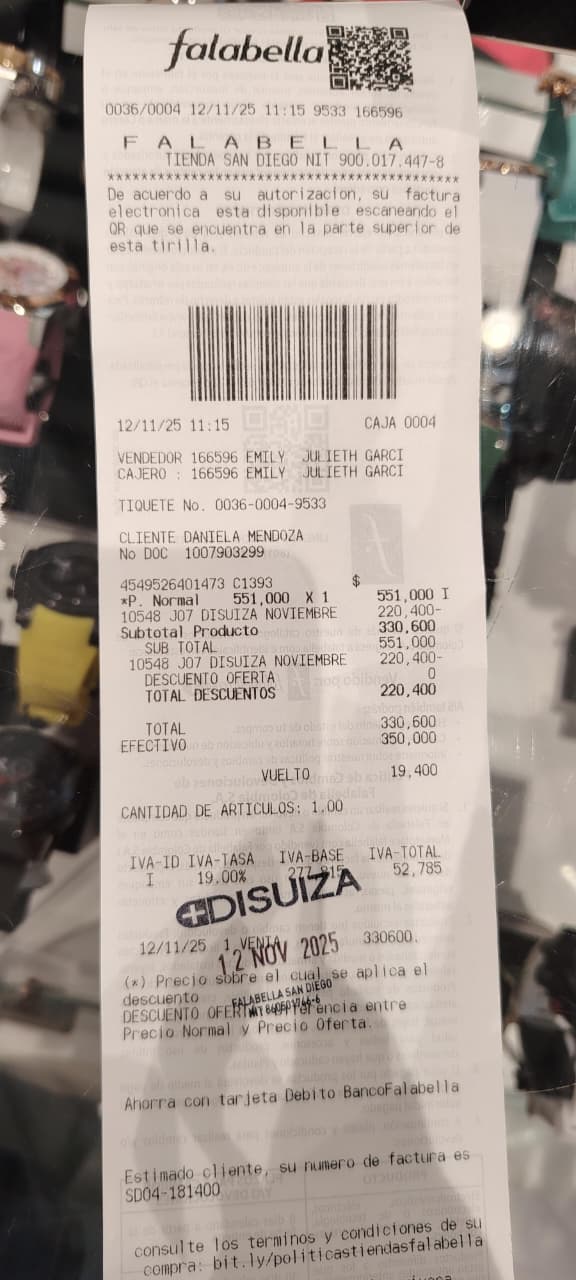 falabella
0036/0004 12/11/25 11:15 9533 166596
F A L A B E L L A
TIENDA SAN DIEGO NIT 900.017.447-8
******************************************
De acuerdo a su autorizacion, su factura
electronica esta disponible escaneando el
QR que se encuentra en la parte superior de
esta tirilla.
12/11/25 11:15 CAJA 0004
VENDEDOR 166596 EMILY JULIETH GARCI
CAJERO : 166596 EMILY JULIETH GARCI
TIQUETE No. 0036-0004-9533
CLIENTE DANIELA MENDOZA
No DOC 1007903299
4549526401473 C1393 $
*P. Normal 551,000 X 1 551,000 I
10548 J07 DISUIZA NOVIEMBRE 220,400-
Subtotal Producto 330,600
SUB TOTAL 551,000
10548 J07 DISUIZA NOVIEMBRE 220,400-
DESCUENTO OFERTA 0
TOTAL DESCUENTOS 220,400
TOTAL 330,600
EFECTIVO 350,000
VUELTO 19,400
CANTIDAD DE ARTICULOS: 1.00
IVA-ID IVA-TASA IVA-BASE IVA-TOTAL
I 19.00% 277,815 52,785
DISUIZA
12/11/25 1 VENTA 330600.
12 NOV 2025
(*) Precio sobre el cual se aplica el
descuento
FALABELLA SAN DIEGO
DESCUENTO OFERTA entre
Precio Normal y Precio Oferta.
Ahorra con tarjeta Debito BancoFalabella
Estimado cliente, su numero de factura es
SD04-181400
consulte los terminos y condiciones de su
compra: bit.ly/politicastiendasfalabella